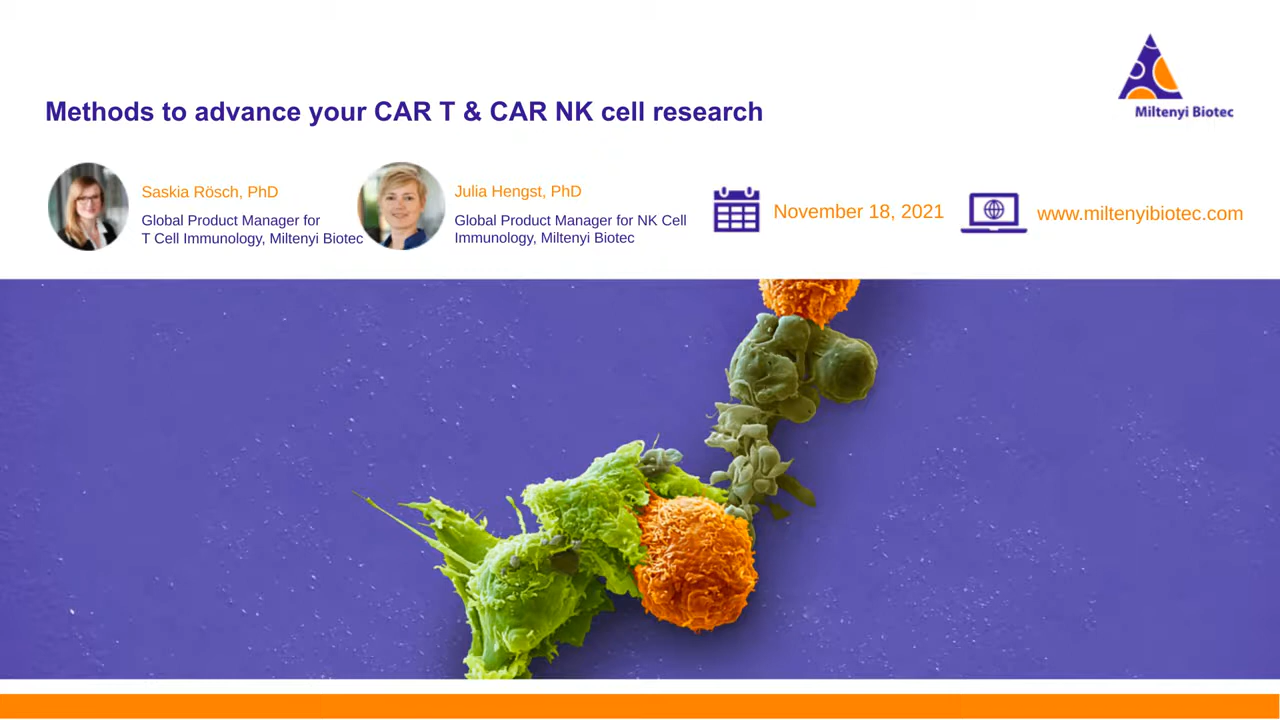 Miltenyi Biotec
Methods to advance your CAR T & CAR NK cell research
Saskia Rösch, PhD
Global Product Manager for
T Cell Immunology, Miltenyi Biotec
Julia Hengst, PhD
Global Product Manager for NK Cell
Immunology, Miltenyi Biotec
November 18, 2021
www.miltenyibiotec.com